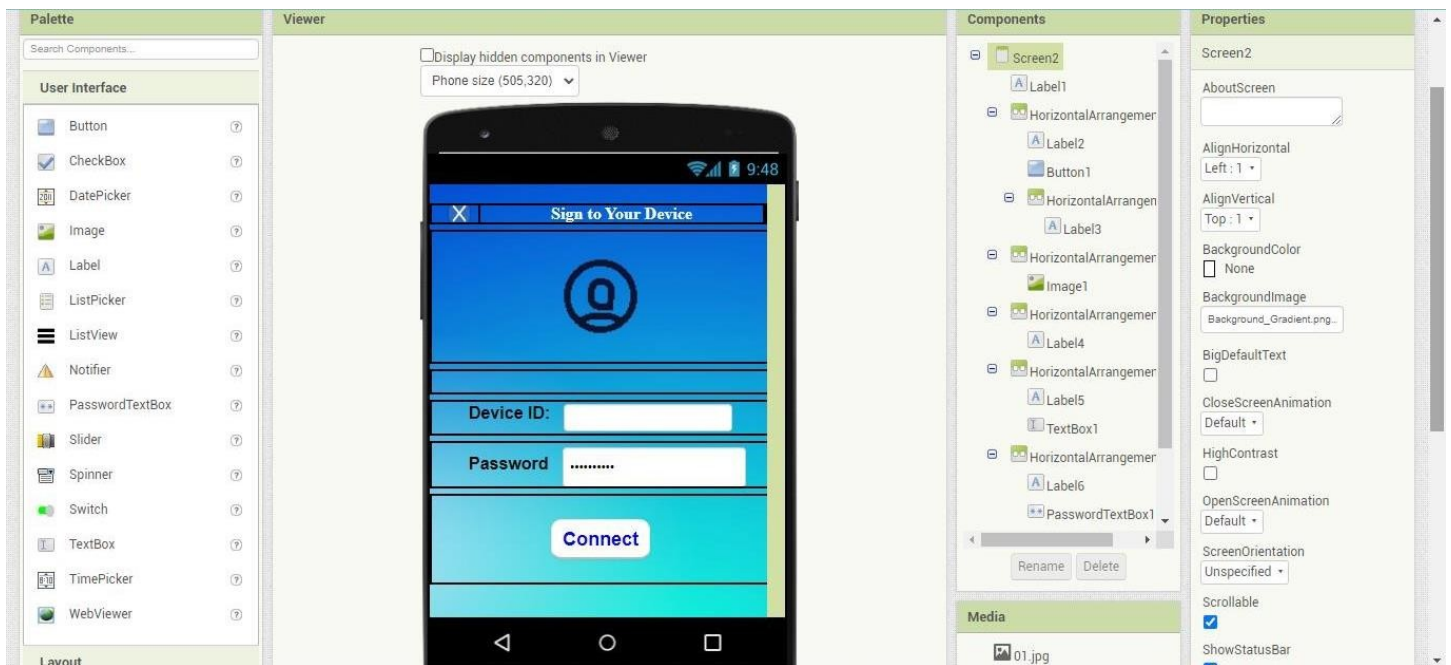 Palette
Search Components...
User Interface
Button
CheckBox
DatePicker
Image
Label
ListPicker
ListView
Notifier
PasswordTextBox
Slider
Spinner
Switch
TextBox
TimePicker
WebViewer
Layout
Viewer
Display hidden components in Viewer
Phone size (505,320)
9:48
X
Sign to Your Device
Device ID:
Password
Connect
Components
Screen2
Label1
HorizontalArrangemer
Label2
Button1
HorizontalArrangen
Label3
HorizontalArrangemer
Image1
HorizontalArrangemer
Label4
HorizontalArrangemer
Label5
TextBox1
HorizontalArrangemer
Label6
PasswordTextBox1
Rename
Delete
Media
01.jpg
Properties
Screen2
AboutScreen
AlignHorizontal
Left : 1
AlignVertical
Top : 1
BackgroundColor
None
BackgroundImage
Background_Gradient.png...
BigDefaultText
CloseScreenAnimation
Default
HighContrast
OpenScreenAnimation
Default
ScreenOrientation
Unspecified
Scrollable
ShowStatusBar